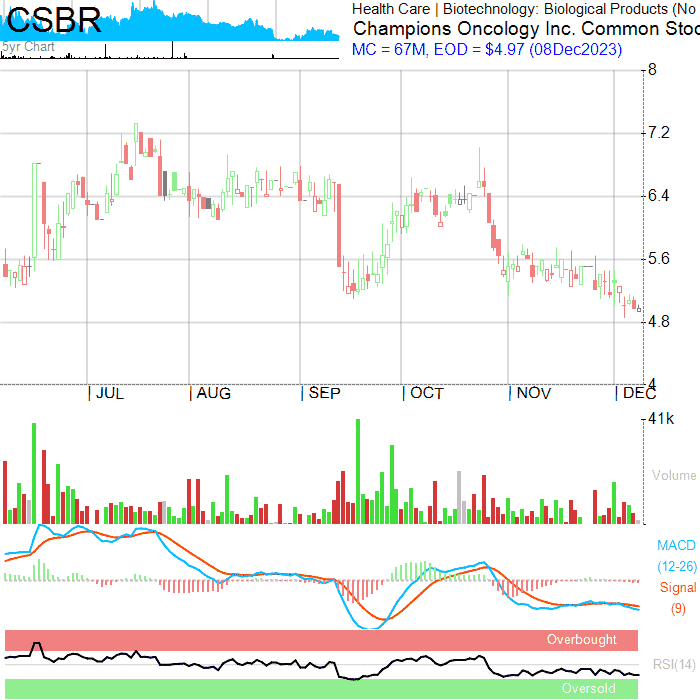 CSBR
Health Care | Biotechnology: Biological Products (No
Champions Oncology Inc. Common Stoc
5yr Chart
MC = 67M, EOD = $4.97 (08Dec2023)
8
7.2
6.4
5.6
4.8
4
| JUL | AUG | SEP | OCT | NOV | DEC
41k
Volume
MACD
(12-26)
Signal
(9)
Overbought
RSI(14)
Oversold